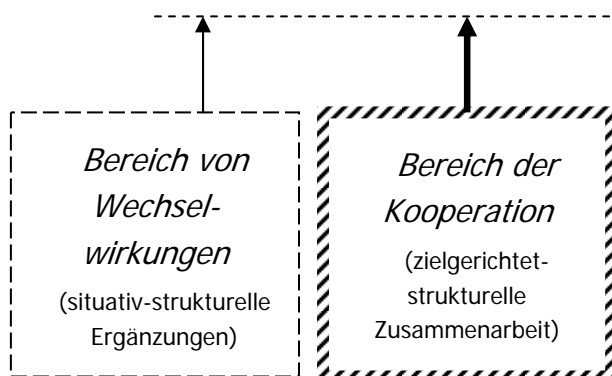 Bereich von
Wechsel-
wirkungen
(situativ-strukturelle
Ergänzungen)
Bereich der
Kooperation
(zielgerichtet-
strukturelle
Zusammenarbeit)